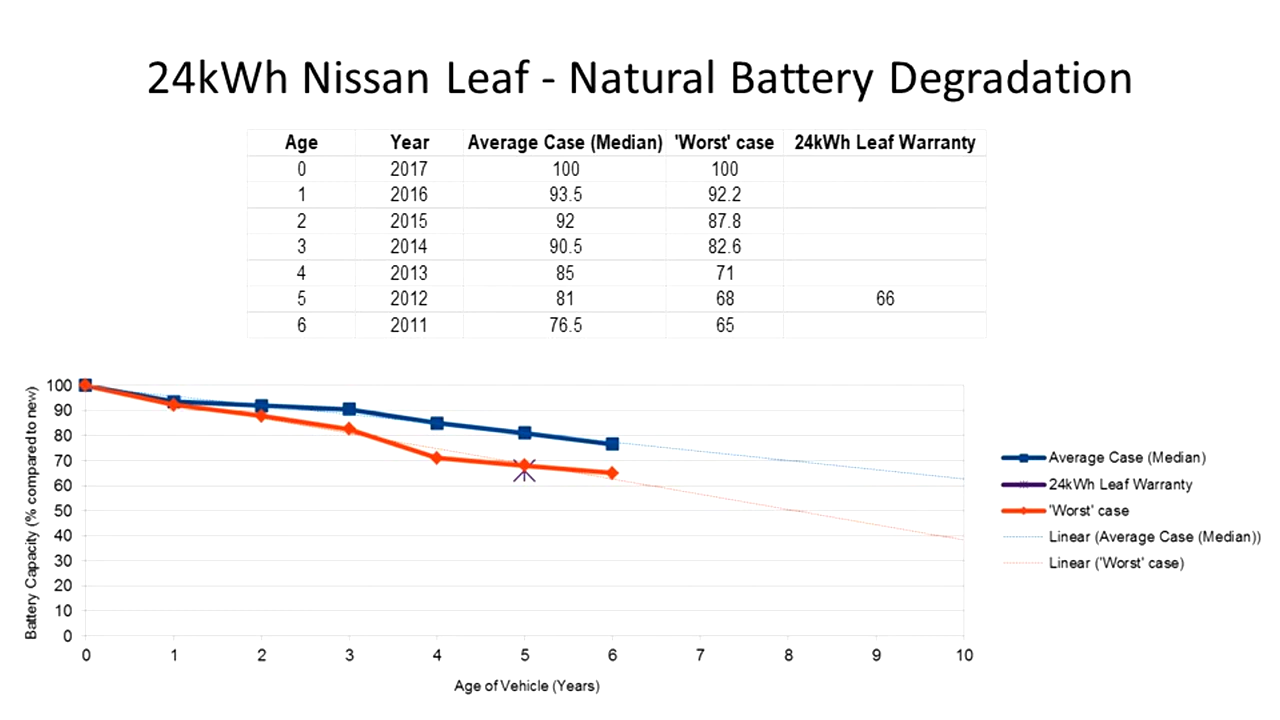 24kWh Nissan Leaf - Natural Battery Degradation
Age Year Average Case (Median) 'Worst' case 24kWh Leaf Warranty
0 2017 100 100
1 2016 93.5 92.2
2 2015 92 87.8
3 2014 90.5 82.6
4 2013 85 71
5 2012 81 68 66
6 2011 76.5 65
Battery Capacity (% compared to new)
100
90
80
70
60
50
40
30
20
10
0
0 1 2 3 4 5 6 7 8 9 10
Age of Vehicle (Years)
Average Case (Median)
24kWh Leaf Warranty
'Worst' case
Linear (Average Case (Median))
Linear ('Worst' case)